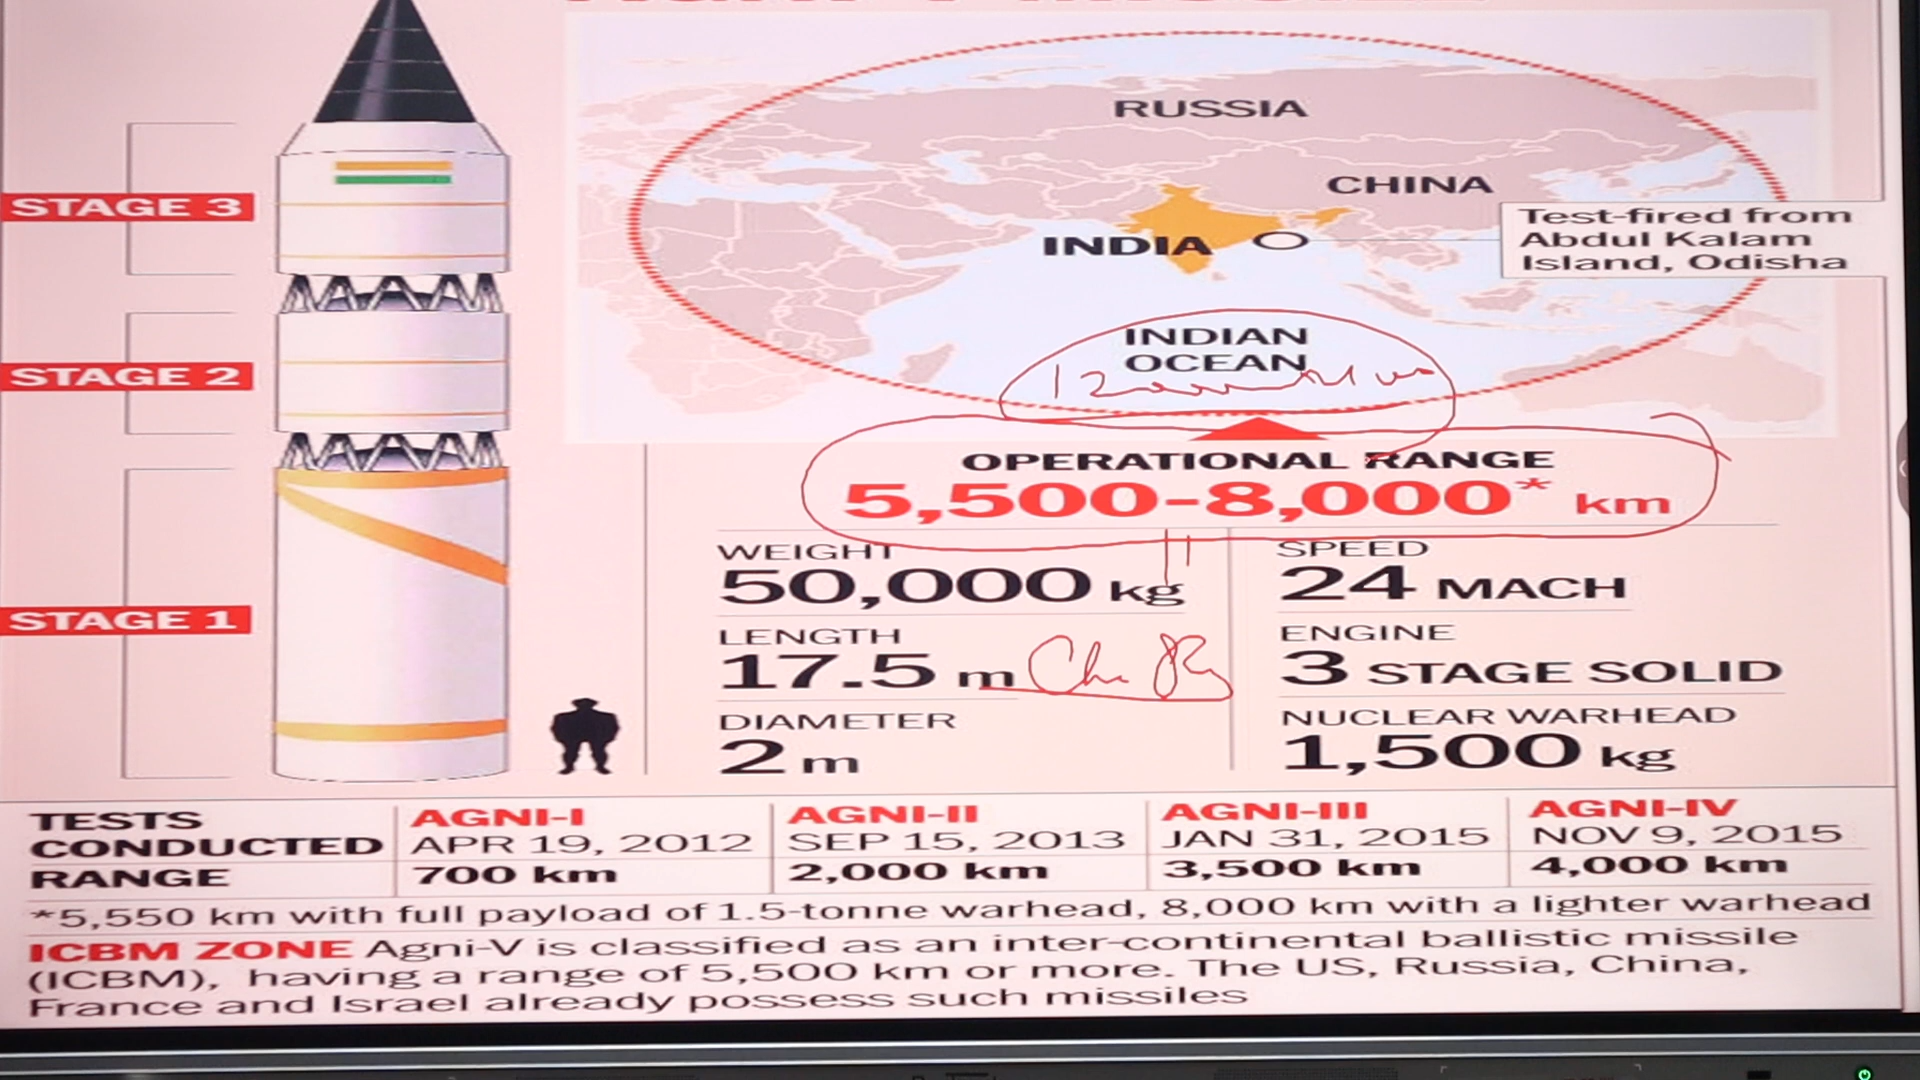 STAGE 3
STAGE 2
STAGE 1
RUSSIA
CHINA
INDIA
Test-fired from
Abdul Kalam
Island, Odisha
INDIAN
OCEAN
OPERATIONAL RANGE
5,500-8,000* km
WEIGHT
50,000 kg
LENGTH
17.5 m
DIAMETER
2 m
SPEED
24 MACH
ENGINE
3 STAGE SOLID
NUCLEAR WARHEAD
1,500 kg
TESTS CONDUCTED
RANGE
AGNI-I
APR 19, 2012
700 km
AGNI-II
SEP 15, 2013
2,000 km
AGNI-III
JAN 31, 2015
3,500 km
AGNI-IV
NOV 9, 2015
4,000 km
*5,550 km with full payload of 1.5-tonne warhead, 8,000 km with a lighter warhead
ICBM ZONE Agni-V is classified as an inter-continental ballistic missile
(ICBM), having a range of 5,500 km or more. The US, Russia, China,
France and Israel already possess such missiles